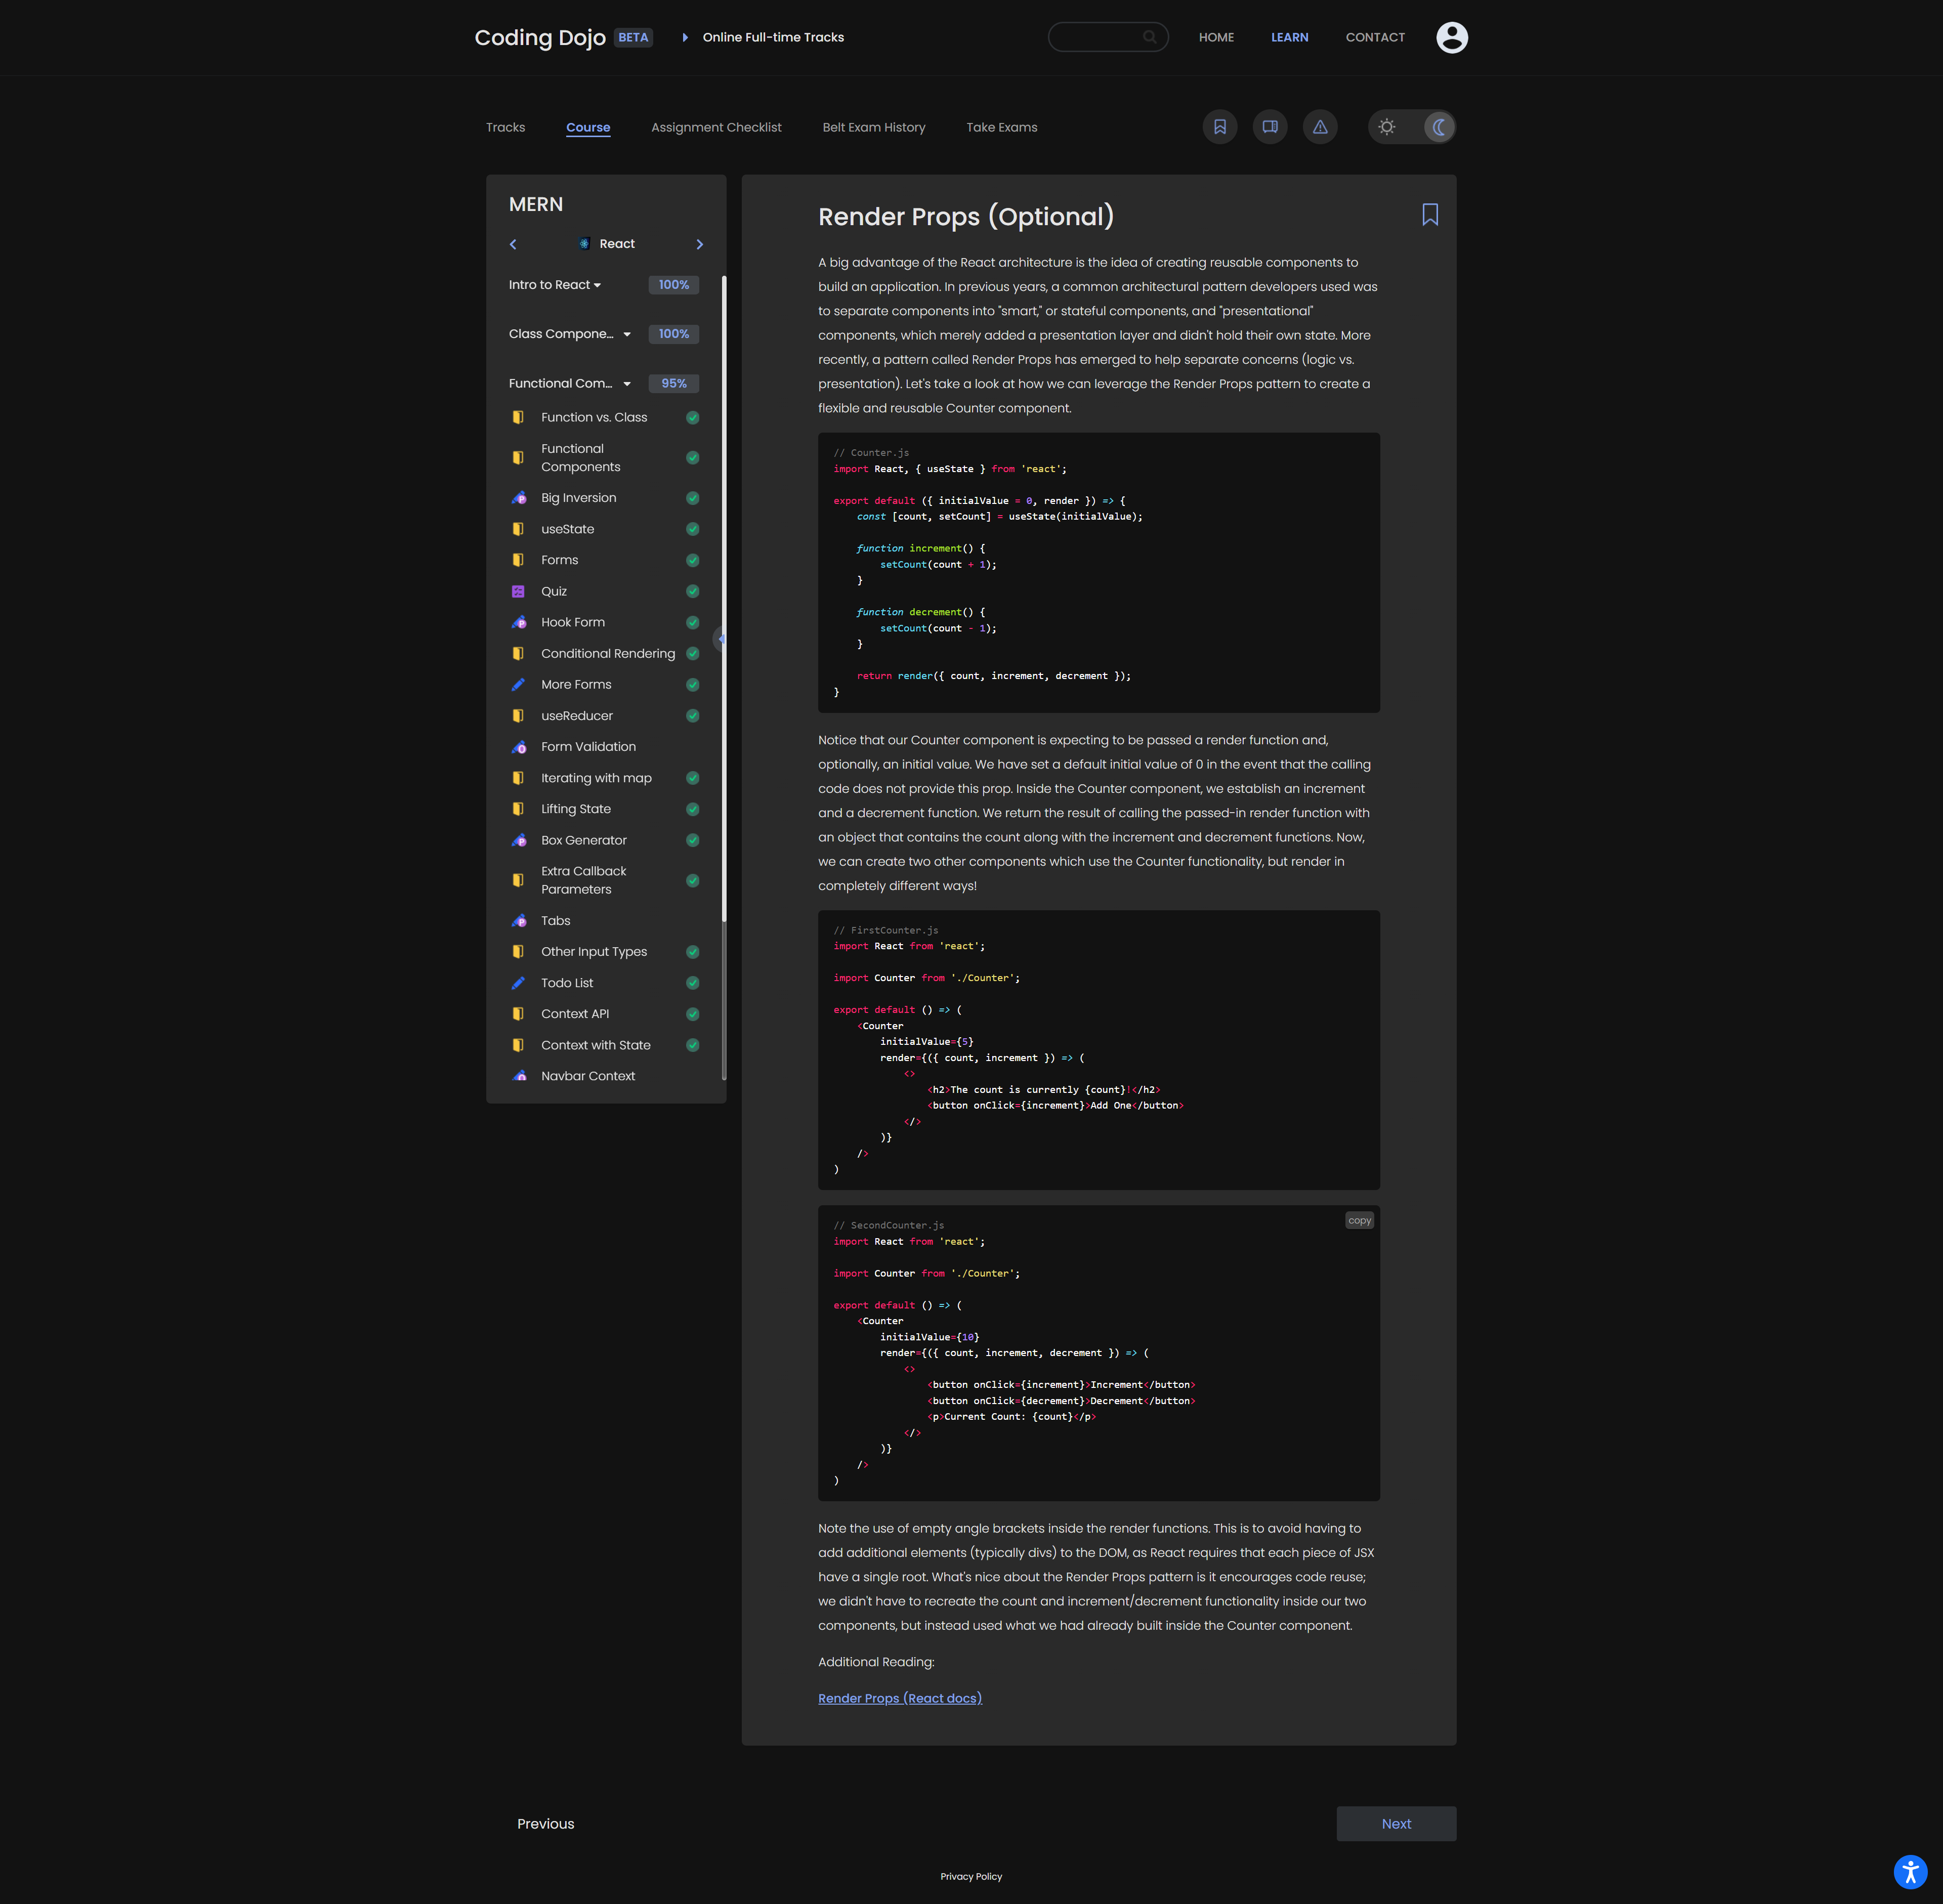 Coding Dojo BETA Online Full-time Tracks HOME LEARN CONTACT
Tracks Course Assignment Checklist Belt Exam History Take Exams
MERN
React
Intro to React 100%
Class Compone... 100%
Functional Com... 95%
Function vs. Class
Functional
Components
Big Inversion
useState
Forms
Quiz
Hook Form
Conditional Rendering
More Forms
useReducer
Form Validation
Iterating with map
Lifting State
Box Generator
Extra Callback
Parameters
Tabs
Other Input Types
Todo List
Context API
Context with State
Navbar Context
Render Props (Optional)
A big advantage of the React architecture is the idea of creating reusable components to
build an application. In previous years, a common architectural pattern developers used was
to separate components into "smart," or stateful components, and "presentational"
components, which merely added a presentation layer and didn't hold their own state. More
recently, a pattern called Render Props has emerged to help separate concerns (logic vs.
presentation). Let's take a look at how we can leverage the Render Props pattern to create a
flexible and reusable Counter component.
// Counter.js
import React, { useState } from 'react';
export default ({ initialValue = 0, render }) => {
const [count, setCount] = useState(initialValue);
function increment() {
setCount(count + 1);
}
function decrement() {
setCount(count - 1);
}
return render({ count, increment, decrement });
}
Notice that our Counter component is expecting to be passed a render function and,
optionally, an initial value. We have set a default initial value of 0 in the event that the calling
code does not provide this prop. Inside the Counter component, we establish an increment
and a decrement function. We return the result of calling the passed-in render function with
an object that contains the count along with the increment and decrement functions. Now,
we can create two other components which use the Counter functionality, but render in
completely different ways!
// FirstCounter.js
import React from 'react';
import Counter from './Counter';
export default () => (
<Counter
initialValue={5}
render={({ count, increment }) => (
<>
<h2>The count is currently {count}!</h2>
<button onClick={increment}>Add One</button>
</>
)}
/>
)
copy
// SecondCounter.js
import React from 'react';
import Counter from './Counter';
export default () => (
<Counter
initialValue={10}
render={({ count, increment, decrement }) => (
<>
<button onClick={increment}>Increment</button>
<button onClick={decrement}>Decrement</button>
<p>Current Count: {count}</p>
</>
)}
/>
)
Note the use of empty angle brackets inside the render functions. This is to avoid having to
add additional elements (typically divs) to the DOM, as React requires that each piece of JSX
have a single root. What's nice about the Render Props pattern is it encourages code reuse;
we didn't have to recreate the count and increment/decrement functionality inside our two
components, but instead used what we had already built inside the Counter component.
Additional Reading:
Render Props (React docs)
Previous Next
Privacy Policy